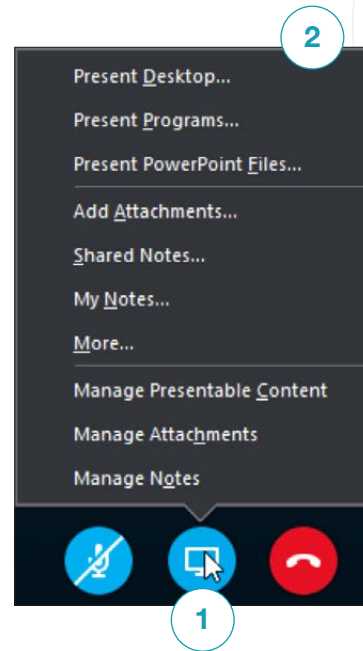 2
Present Desktop...
Present Programs...
Present PowerPoint Files...
Add Attachments...
Shared Notes...
My Notes...
More...
Manage Presentable Content
Manage Attachments
Manage Notes
1